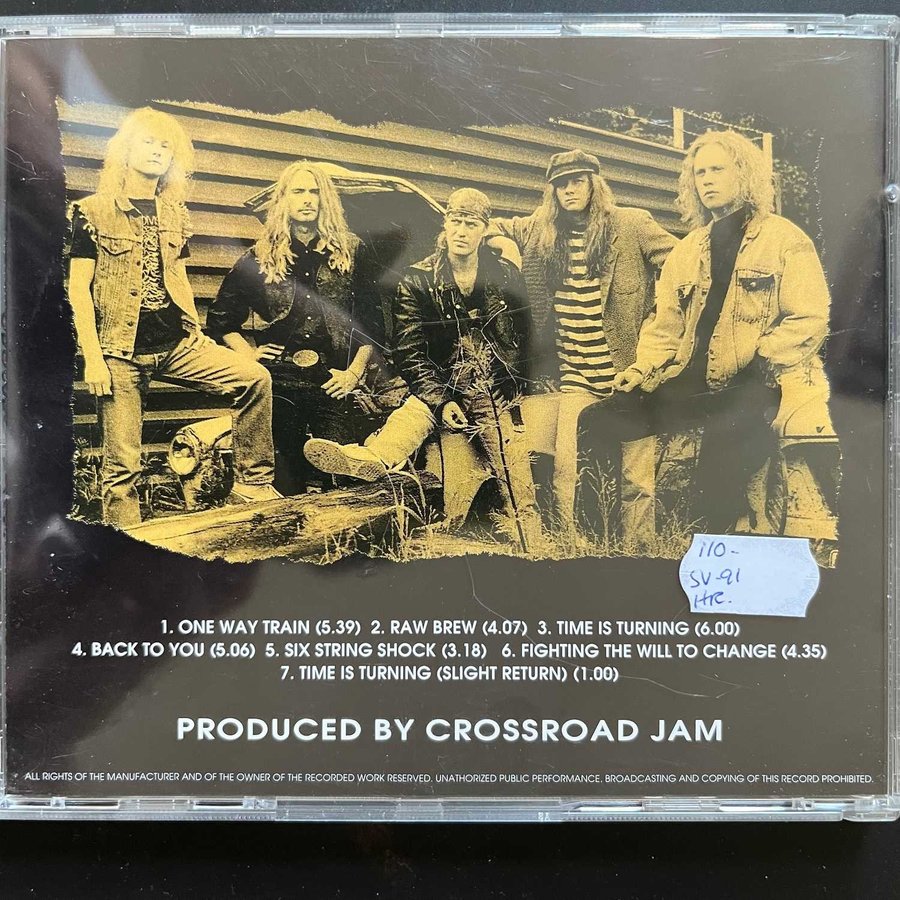 110-
SV-91
HR.
1. ONE WAY TRAIN (5.39) 2. RAW BREW (4.07) 3. TIME IS TURNING (6.00)
4. BACK TO YOU (5.06) 5. SIX STRING SHOCK (3.18) 6. FIGHTING THE WILL TO CHANGE (4.35)
7. TIME IS TURNING (SLIGHT RETURN) (1.00)
PRODUCED BY CROSSROAD JAM
ALL RIGHTS OF THE MANUFACTURER AND OF THE OWNER OF THE RECORDED WORK RESERVED. UNATHORIZED PUBLIC PERFORMANCE. BROADCASTING AND COPYING OF THIS RECORD PROHIBITED.